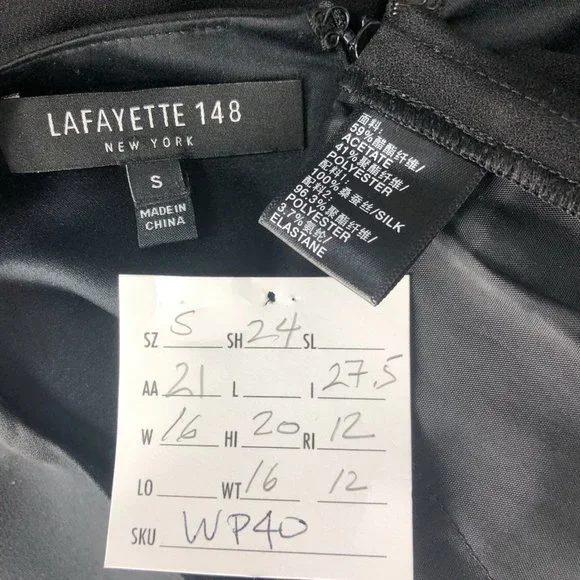 LAFAYETTE 148
NEW YORK
S
MADE IN
CHINA
面料:
59%醋酯纤维/
ACETATE
41%聚酯纤维/
POLYESTER
配料1:
100%桑蚕丝/SILK
配料2:
96.3%聚酯纤维/
POLYESTER
3.7%氨纶/
ELASTANE
SZ S SH 24 SL
AA 21 L I 27.5
W 16 HI 20 RI 12
LO WT 16 12
SKU WP40